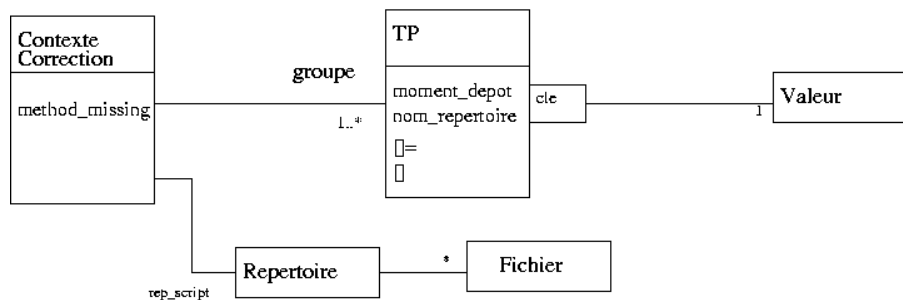 Contexte
Correction
method_missing
groupe
1..*
TP
moment_depot
nom_repertoire
[]=
[]
cle
1
Valeur
rep_script
Repertoire
*
Fichier